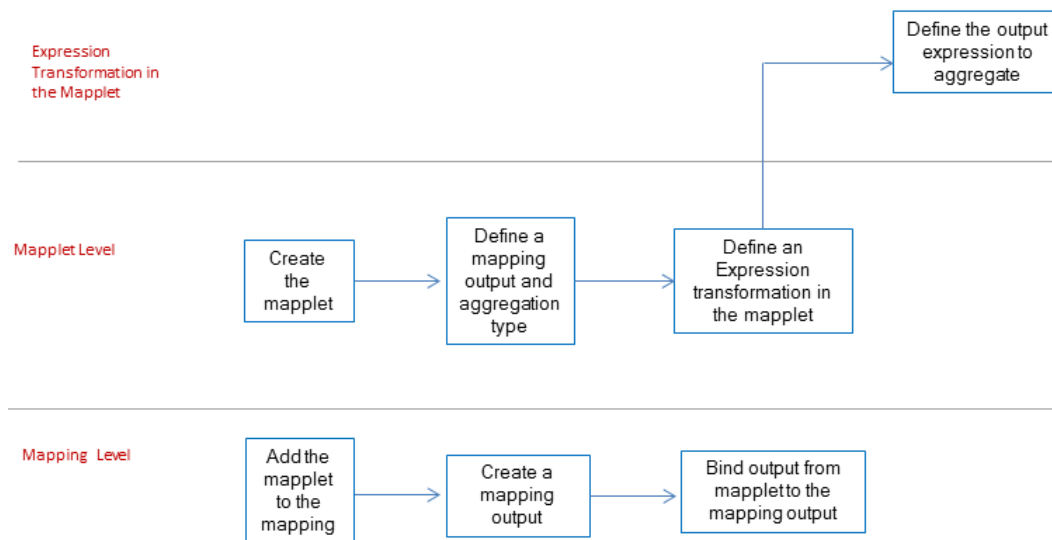 Expression
Transformation in
the Mapplet
Define the output
expression to
aggregate
Mapplet Level
Create
the
mapplet
Define a
mapping
output and
aggregation
type
Define an
Expression
transformation in
the mapplet
Mapping Level
Add the
mapplet
to the
mapping
Create a
mapping
output
Bind output from
mapplet to the
mapping output